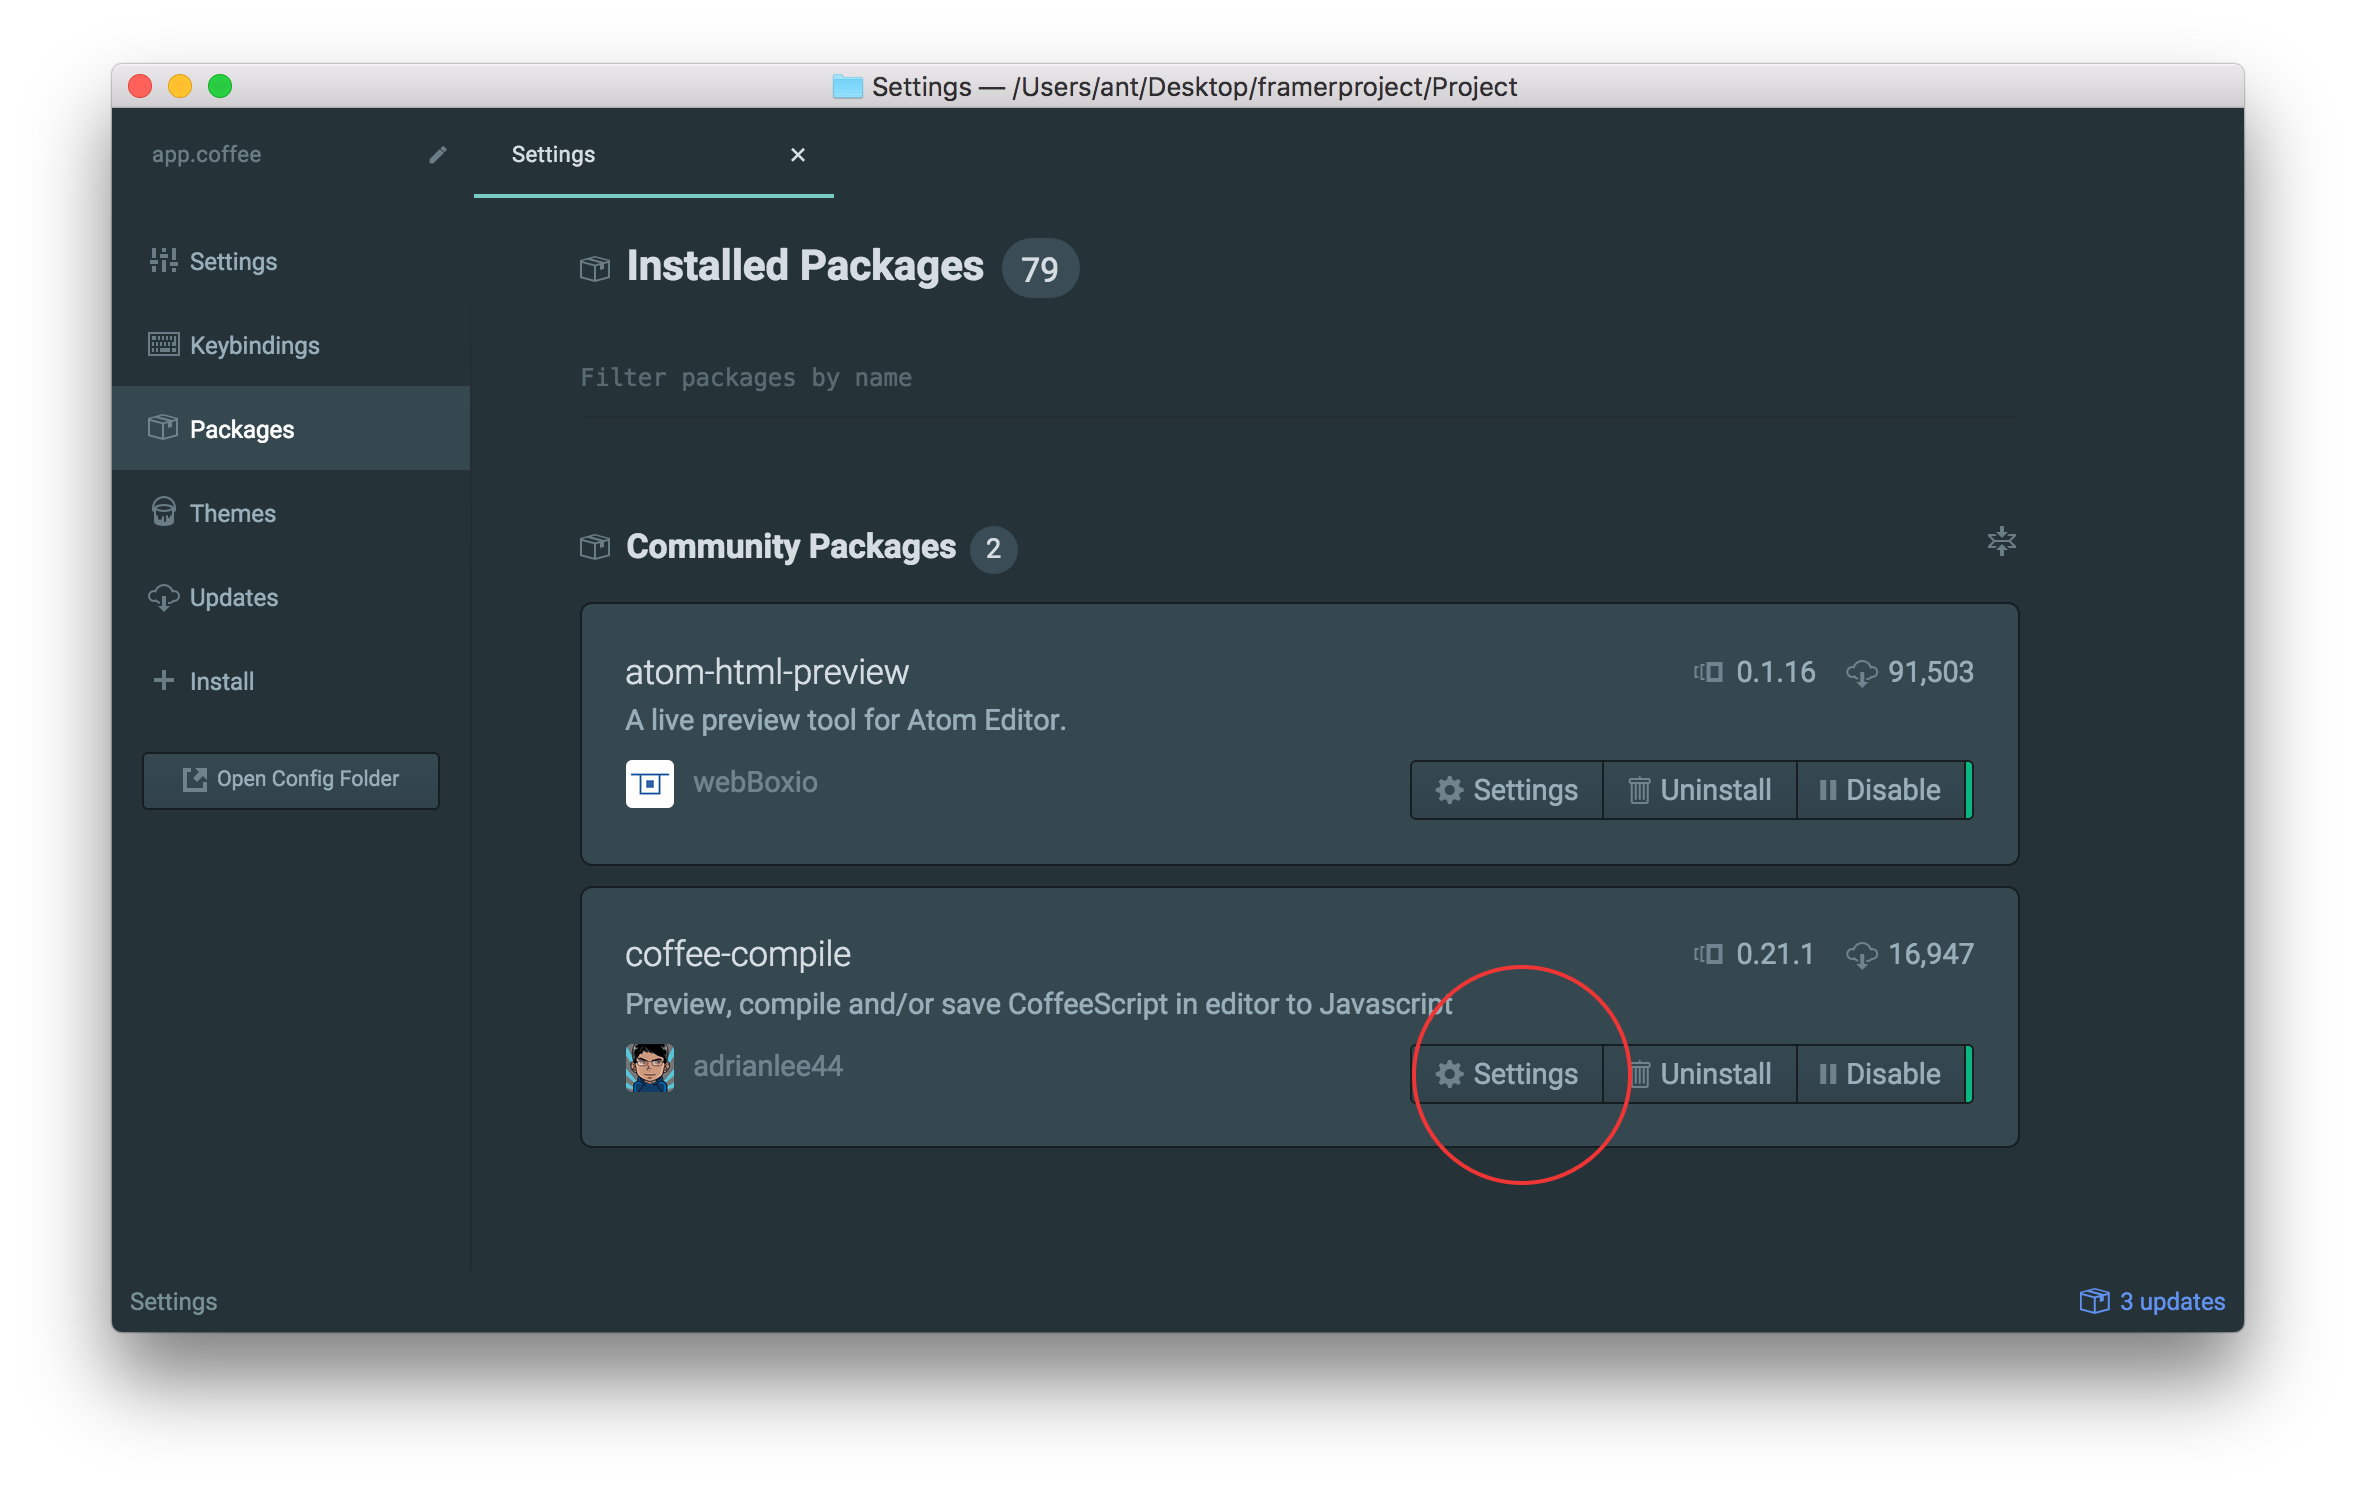 Settings — /Users/ant/Desktop/framerproject/Project
app.coffee
Settings
Settings
Keybindings
Packages
Themes
Updates
Install
Open Config Folder
Installed Packages 79
Filter packages by name
Community Packages 2
atom-html-preview 0.1.16 91,503
A live preview tool for Atom Editor.
webBoxio Settings Uninstall Disable
coffee-compile 0.21.1 16,947
Preview, compile and/or save CoffeeScript in editor to Javascript
adrianlee44 Settings Uninstall Disable
Settings 3 updates